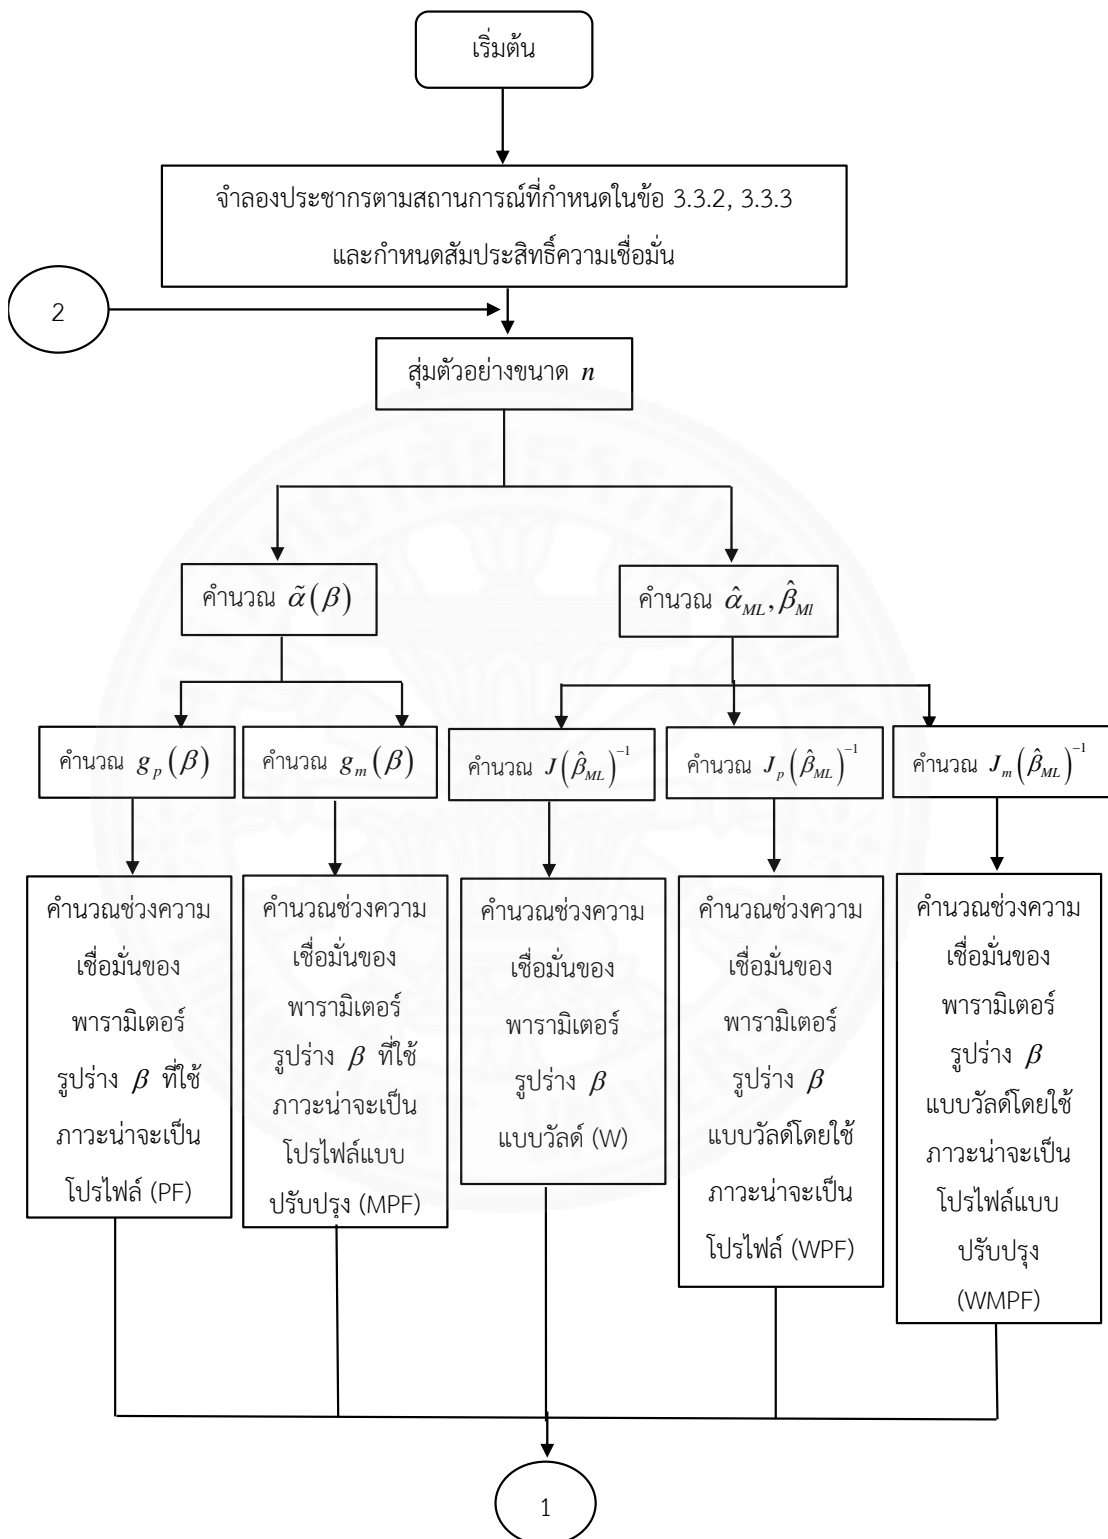 เริ่มต้น
จำลองประชากรตามสถานการณ์ที่กำหนดในข้อ 3.3.2, 3.3.3
และกำหนดสัมประสิทธิ์ความเชื่อมั่น
2
สุ่มตัวอย่างขนาด n
คำนวณ α̃(β)
คำนวณ α̂_ML, β̂_Ml
คำนวณ g_p(β)
คำนวณ g_m(β)
คำนวณ J(β̂_ML)⁻¹
คำนวณ J_p(β̂_ML)⁻¹
คำนวณ J_m(β̂_ML)⁻¹
คำนวณช่วงความ
เชื่อมั่นของ
พารามิเตอร์
รูปร่าง β ที่ใช้
ภาวะน่าจะเป็น
โปรไฟล์ (PF)
คำนวณช่วงความ
เชื่อมั่นของ
พารามิเตอร์
รูปร่าง β ที่ใช้
ภาวะน่าจะเป็น
โปรไฟล์แบบ
ปรับปรุง (MPF)
คำนวณช่วงความ
เชื่อมั่นของ
พารามิเตอร์
รูปร่าง β
แบบวัลด์ (W)
คำนวณช่วงความ
เชื่อมั่นของ
พารามิเตอร์
รูปร่าง β
แบบวัลด์โดยใช้
ภาวะน่าจะเป็น
โปรไฟล์ (WPF)
คำนวณช่วงความ
เชื่อมั่นของ
พารามิเตอร์
รูปร่าง β
แบบวัลด์โดยใช้
ภาวะน่าจะเป็น
โปรไฟล์แบบ
ปรับปรุง
(WMPF)
1